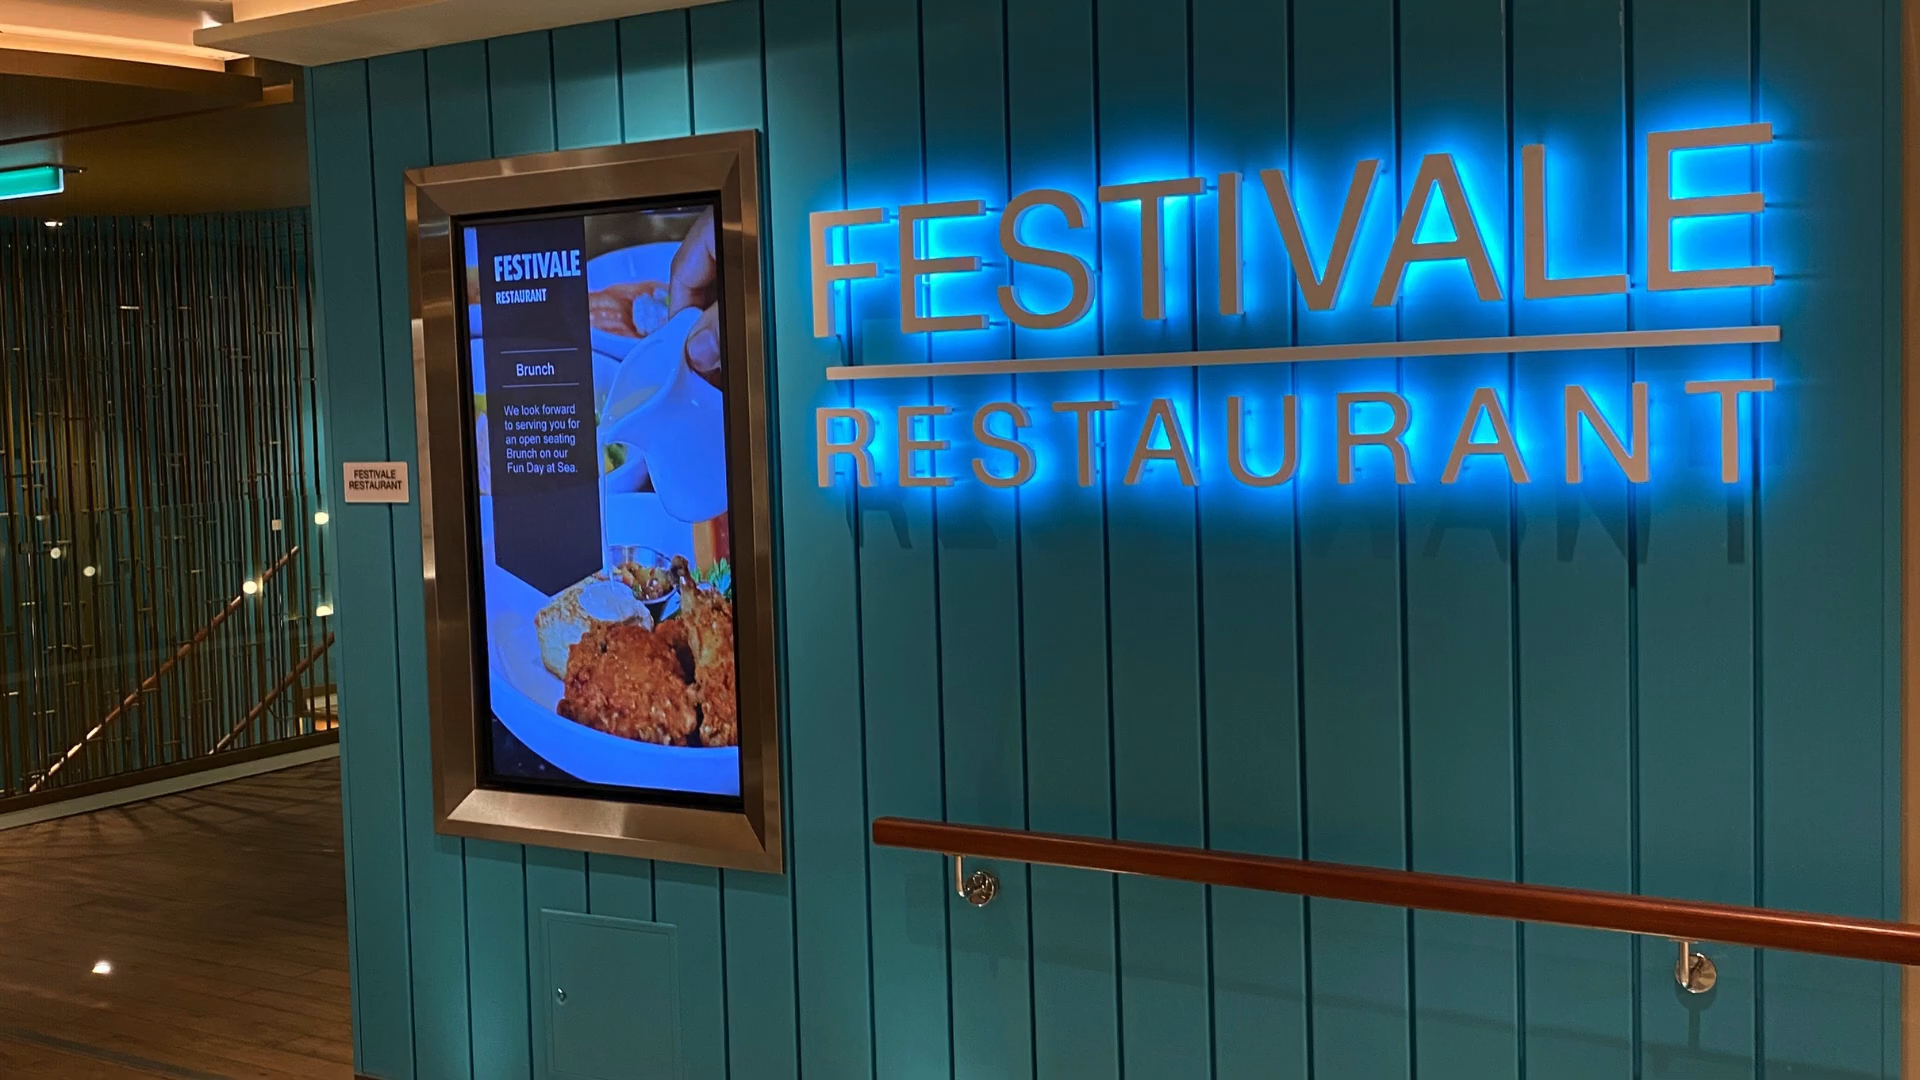 FESTIVALE
RESTAURANT
FESTIVALE
RESTAURANT
Brunch
We look forward
to serving you for
an open seating
Brunch on our
Fun Day at Sea.
FESTIVALE
RESTAURANT